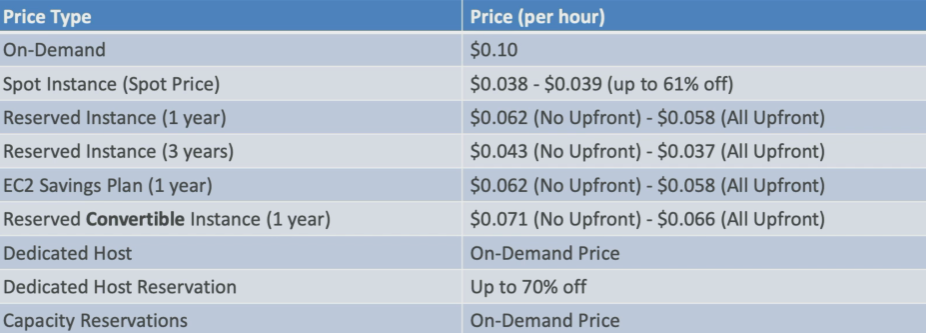 Price Type Price (per hour)
On-Demand $0.10
Spot Instance (Spot Price) $0.038 - $0.039 (up to 61% off)
Reserved Instance (1 year) $0.062 (No Upfront) - $0.058 (All Upfront)
Reserved Instance (3 years) $0.043 (No Upfront) - $0.037 (All Upfront)
EC2 Savings Plan (1 year) $0.062 (No Upfront) - $0.058 (All Upfront)
Reserved Convertible Instance (1 year) $0.071 (No Upfront) - $0.066 (All Upfront)
Dedicated Host On-Demand Price
Dedicated Host Reservation Up to 70% off
Capacity Reservations On-Demand Price